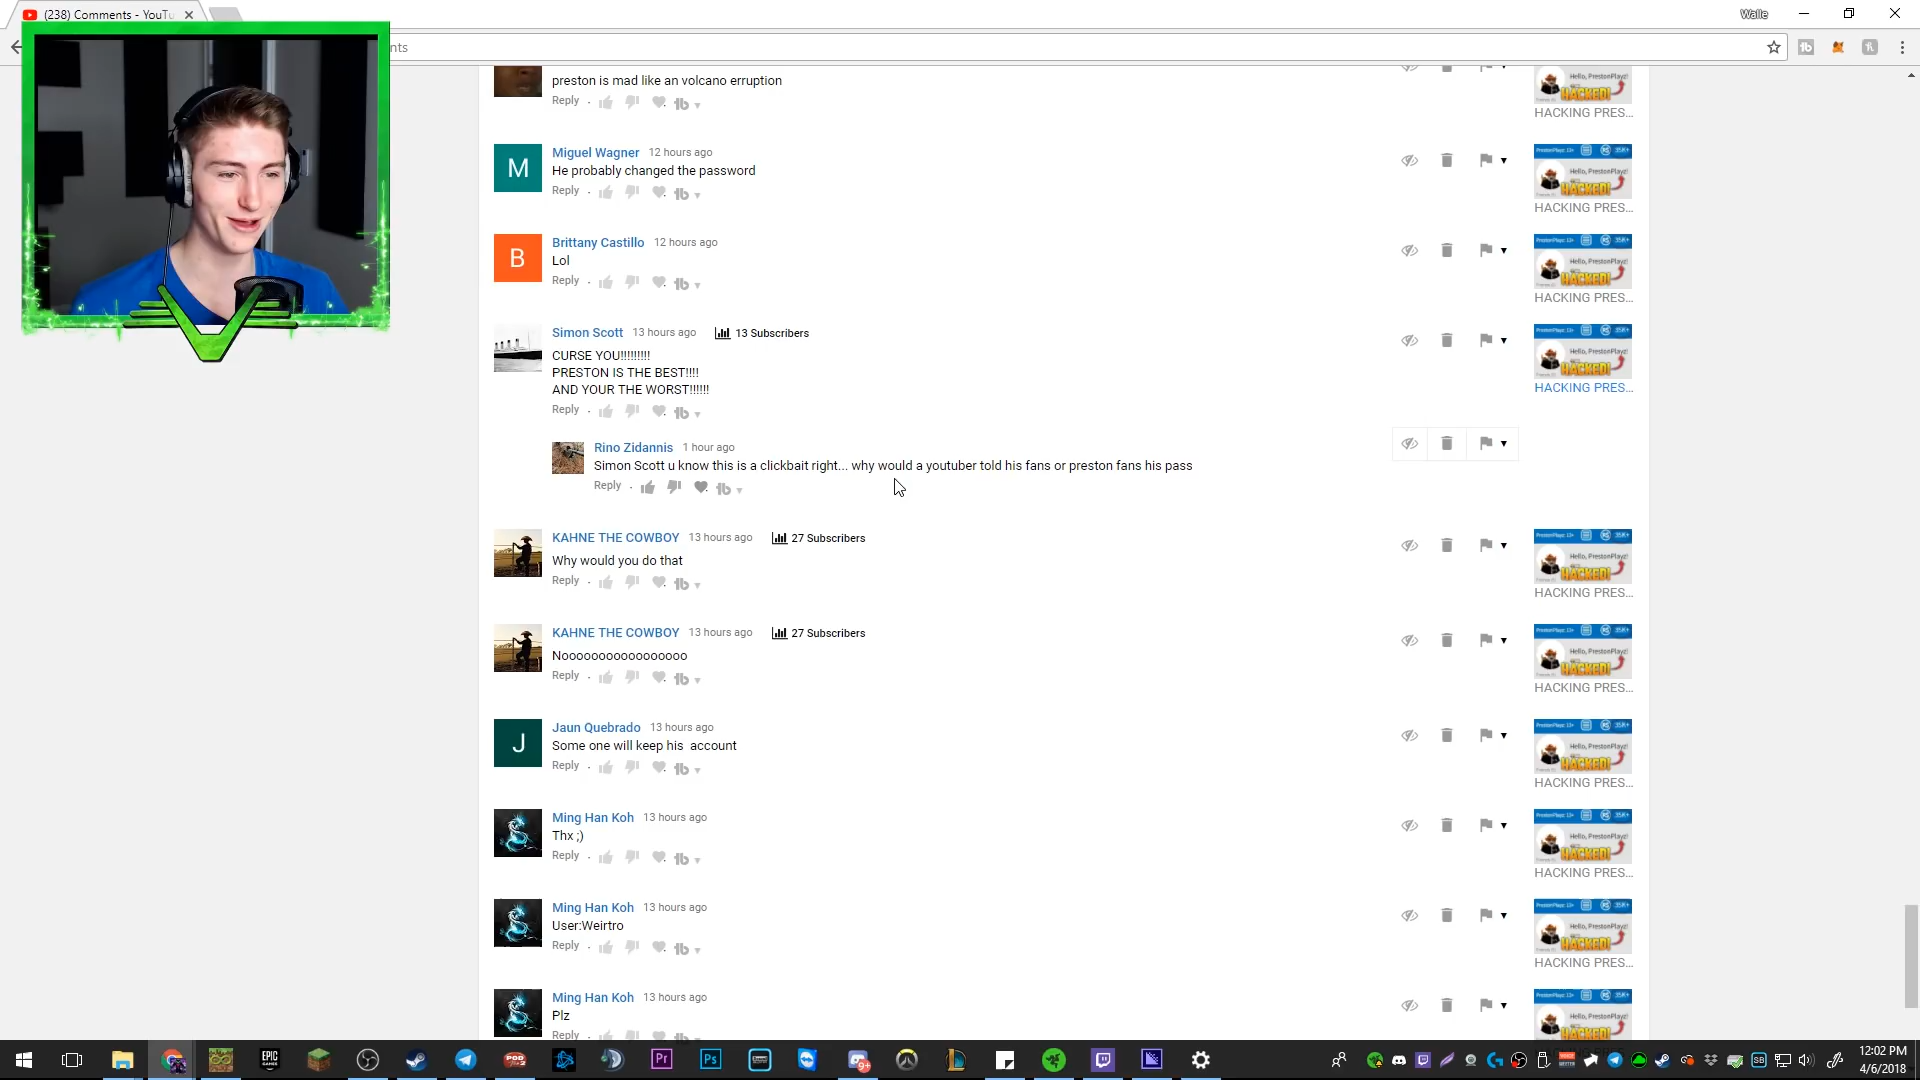 (238) Comments - YouTu
Walle
nts
preston is mad like an volcano erruption
Reply
HACKING PRES...
Miguel Wagner 12 hours ago
He probably changed the password
Reply
HACKING PRES...
Brittany Castillo 12 hours ago
Lol
Reply
HACKING PRES...
Simon Scott 13 hours ago 13 Subscribers
CURSE YOU!!!!!!!!!
PRESTON IS THE BEST!!!!
AND YOUR THE WORST!!!!!!
Reply
HACKING PRES...
Rino Zidannis 1 hour ago
Simon Scott u know this is a clickbait right... why would a youtuber told his fans or preston fans his pass
Reply
KAHNE THE COWBOY 13 hours ago 27 Subscribers
Why would you do that
Reply
HACKING PRES...
KAHNE THE COWBOY 13 hours ago 27 Subscribers
Nooooooooooooooooo
Reply
HACKING PRES...
Jaun Quebrado 13 hours ago
Some one will keep his  account
Reply
HACKING PRES...
Ming Han Koh 13 hours ago
Thx ;)
Reply
HACKING PRES...
Ming Han Koh 13 hours ago
User:Weirtro
Reply
HACKING PRES...
Ming Han Koh 13 hours ago
Plz
Reply
Hello, PrestonPlayz!
HACKED!
12:02 PM
4/6/2018